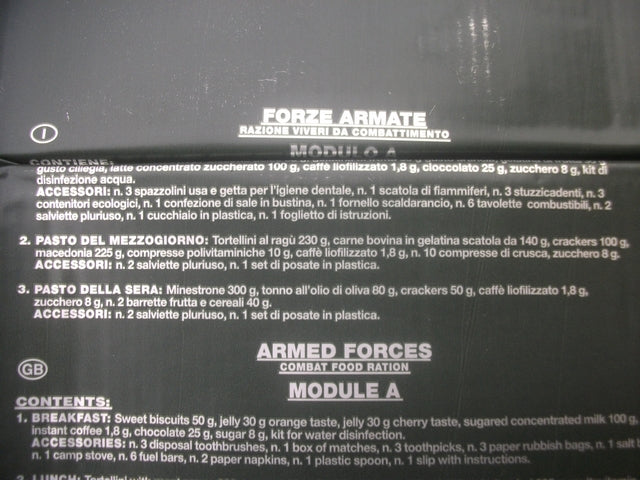 FORZE ARMATE
I
RAZIONE VIVERI DA COMBATTIMENTO
MODULO A
CONTIENE:
gusto ciliegia, latte concentrato zuccherato 100 g, caffè liofilizzato 1,8 g, cioccolato 25 g, zucchero 8 g, kit di
disinfezione acqua.
ACCESSORI: n. 3 spazzolini usa e getta per l'igiene dentale, n. 1 scatola di fiammiferi, n. 3 stuzzicadenti, n. 3
contenitori ecologici, n. 1 confezione di sale in bustina, n. 1 fornello scaldarancio, n. 6 tavolette combustibili, n. 2
salviette pluriuso, n. 1 cucchiaio in plastica, n. 1 foglietto di istruzioni.
2. PASTO DEL MEZZOGIORNO: Tortellini al ragù 230 g, carne bovina in gelatina scatola da 140 g, crackers 100 g,
macedonia 225 g, compresse polivitaminiche 10 g, caffè liofilizzato 1,8 g, n. 10 compresse di crusca, zucchero 8 g.
ACCESSORI: n. 2 salviette pluriuso, n. 1 set di posate in plastica.
3. PASTO DELLA SERA: Minestrone 300 g, tonno all'olio di oliva 80 g, crackers 50 g, caffè liofilizzato 1,8 g,
zucchero 8 g, n. 2 barrette frutta e cereali 40 g.
ACCESSORI: n. 2 salviette pluriuso, n. 1 set di posate in plastica.
ARMED FORCES
GB
COMBAT FOOD RATION
MODULE A
CONTENTS:
1. BREAKFAST: Sweet biscuits 50 g, jelly 30 g orange taste, jelly 30 g cherry taste, sugared concentrated milk 100 g,
instant coffee 1,8 g, chocolate 25 g, sugar 8 g, kit for water disinfection.
ACCESSORIES: n. 3 disposal toothbrushes, n. 1 box of matches, n. 3 toothpicks, n. 3 paper rubbish bags, n. 1 salt
n. 1 camp stove, n. 6 fuel bars, n. 2 paper napkins, n. 1 plastic spoon, n. 1 slip with instructions.
2. LUNCH: Tortellini with